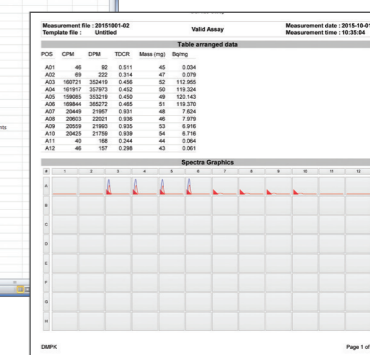 Measurement file : 20151001-02 Valid Assay Measurement date : 2015-10-01
Template file : Untitled Measurement time : 10:35:04
Table arranged data
POS CPM DPM TDCR Mass (mg) Bq/mg
A01 46 92 0.511 45 0.034
A02 69 222 0.314 47 0.079
A03 160721 352419 0.456 52 112.955
A04 161917 357973 0.452 50 119.324
A05 159085 353219 0.450 49 120.143
A06 169844 365272 0.465 51 119.370
A07 20449 21957 0.931 48 7.624
A08 20603 22021 0.936 46 7.979
A09 20559 21993 0.935 53 6.916
A10 20425 21759 0.939 54 6.716
A11 40 168 0.244 44 0.064
A12 46 157 0.298 43 0.061
Spectra Graphics
# 1 2 3 4 5 6 7 8 9 10 11 12
A
B
C
D
E
F
G
H
DMPK Page 1 of